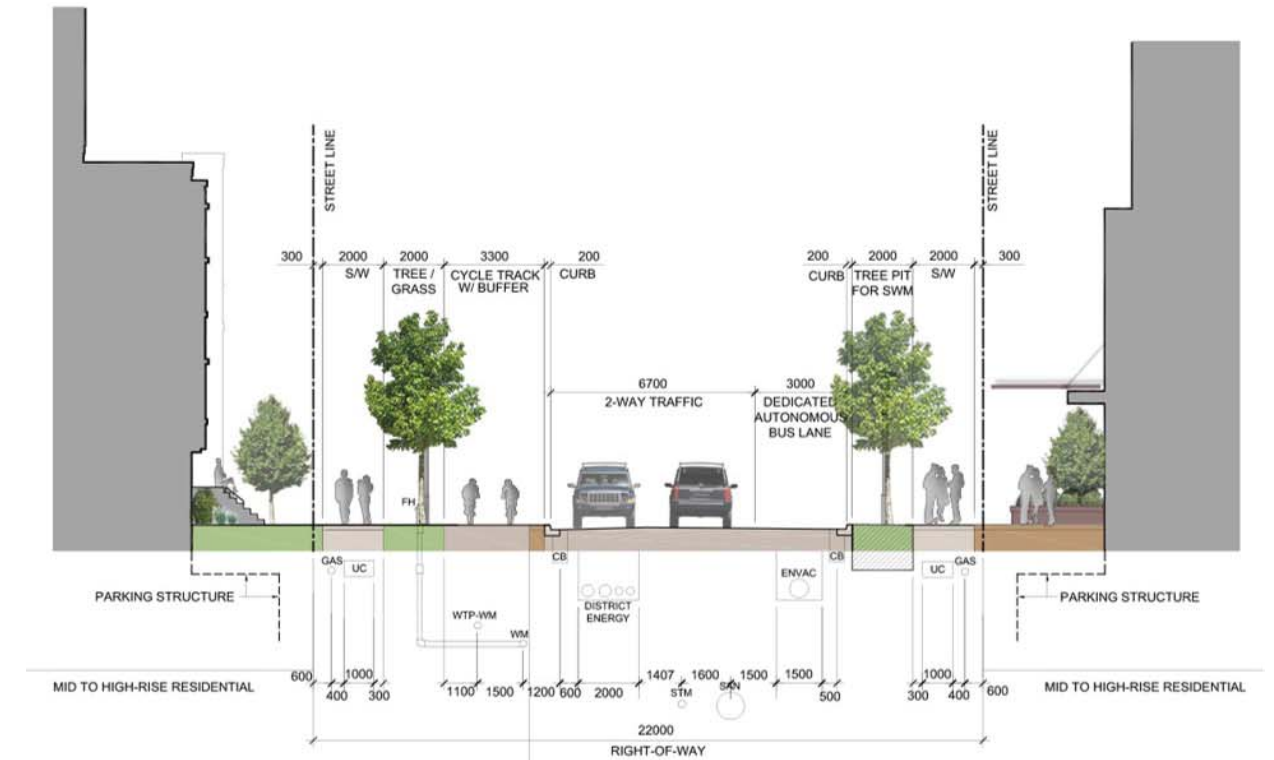 STREET LINE
STREET LINE
300 2000 2000 3300 200 200 2000 2000 300
S/W TREE / CYCLE TRACK CURB CURB TREE PIT S/W
GRASS W/ BUFFER FOR SWM
6700 3000
2-WAY TRAFFIC DEDICATED
AUTONOMOUS
BUS LANE
FH
GAS UC CB CB UC GAS
ENVAC
PARKING STRUCTURE DISTRICT PARKING STRUCTURE
ENERGY
WTP-WM
WM
600 1000 1407 1600 1500 1500 1000 600
MID TO HIGH-RISE RESIDENTIAL STM SAN MID TO HIGH-RISE RESIDENTIAL
400 300 1100 1500 1200 600 2000 500 300 400
22000
RIGHT-OF-WAY